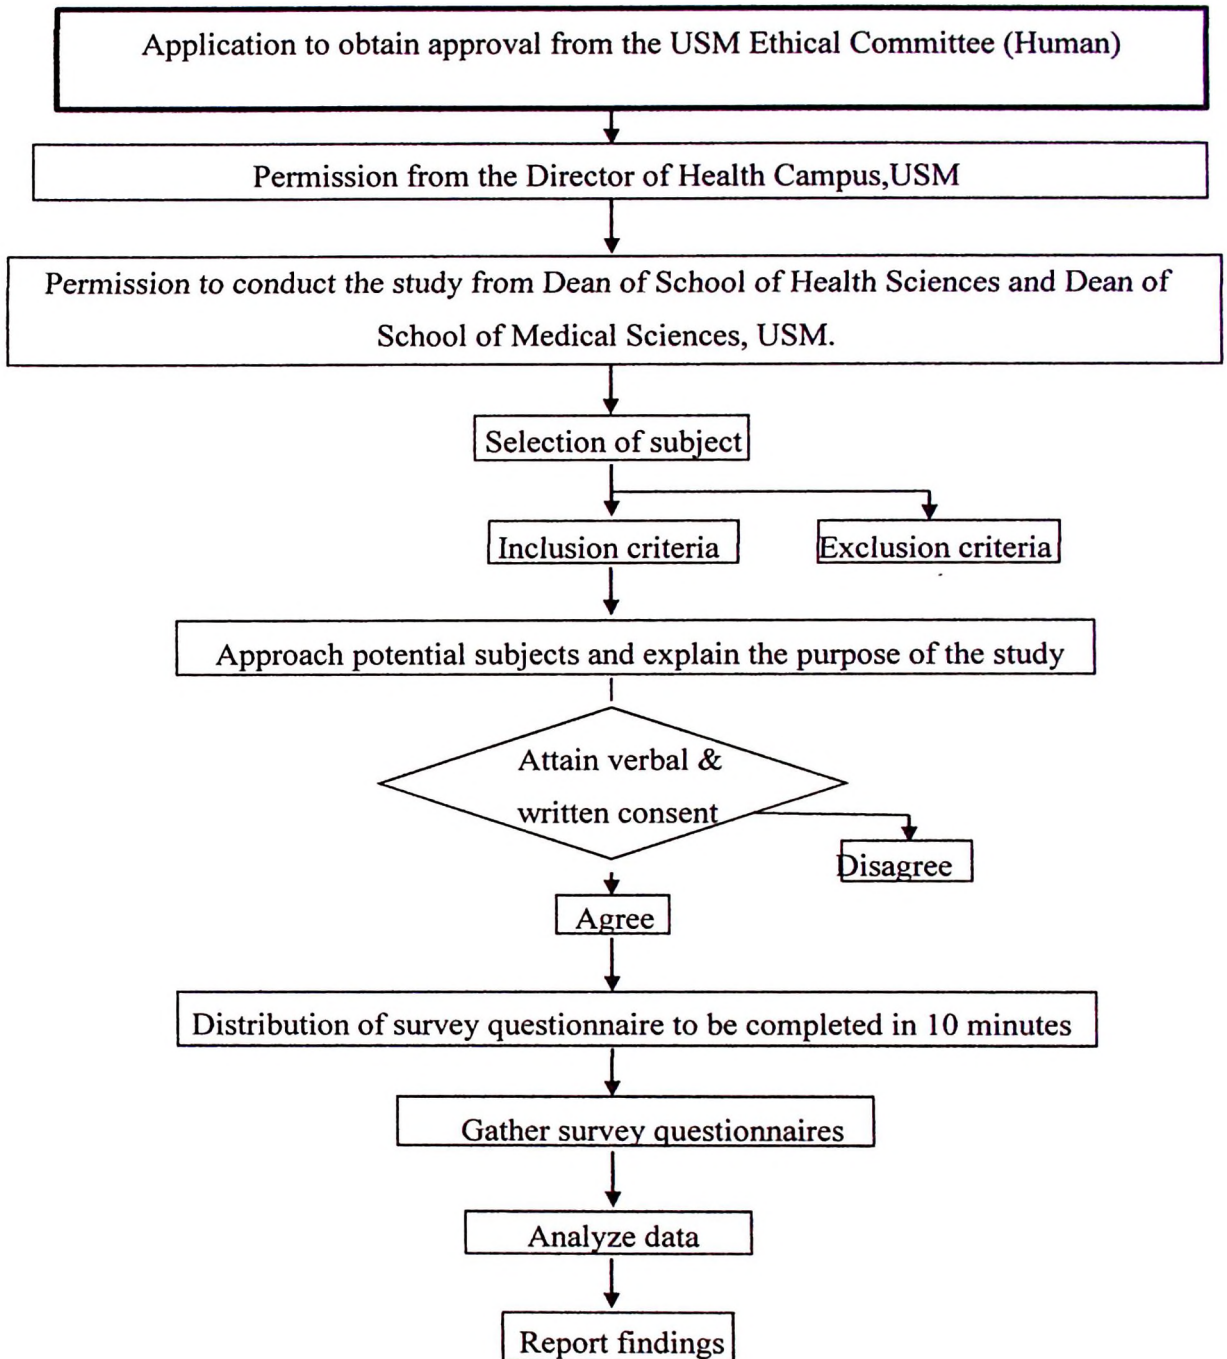 Application to obtain approval from the USM Ethical Committee (Human)
Permission from the Director of Health Campus,USM
Permission to conduct the study from Dean of School of Health Sciences and Dean of
School of Medical Sciences, USM.
Selection of subject
Inclusion criteria
Exclusion criteria
Approach potential subjects and explain the purpose of the study
Attain verbal &
written consent
Disagree
Agree
Distribution of survey questionnaire to be completed in 10 minutes
Gather survey questionnaires
Analyze data
Report findings